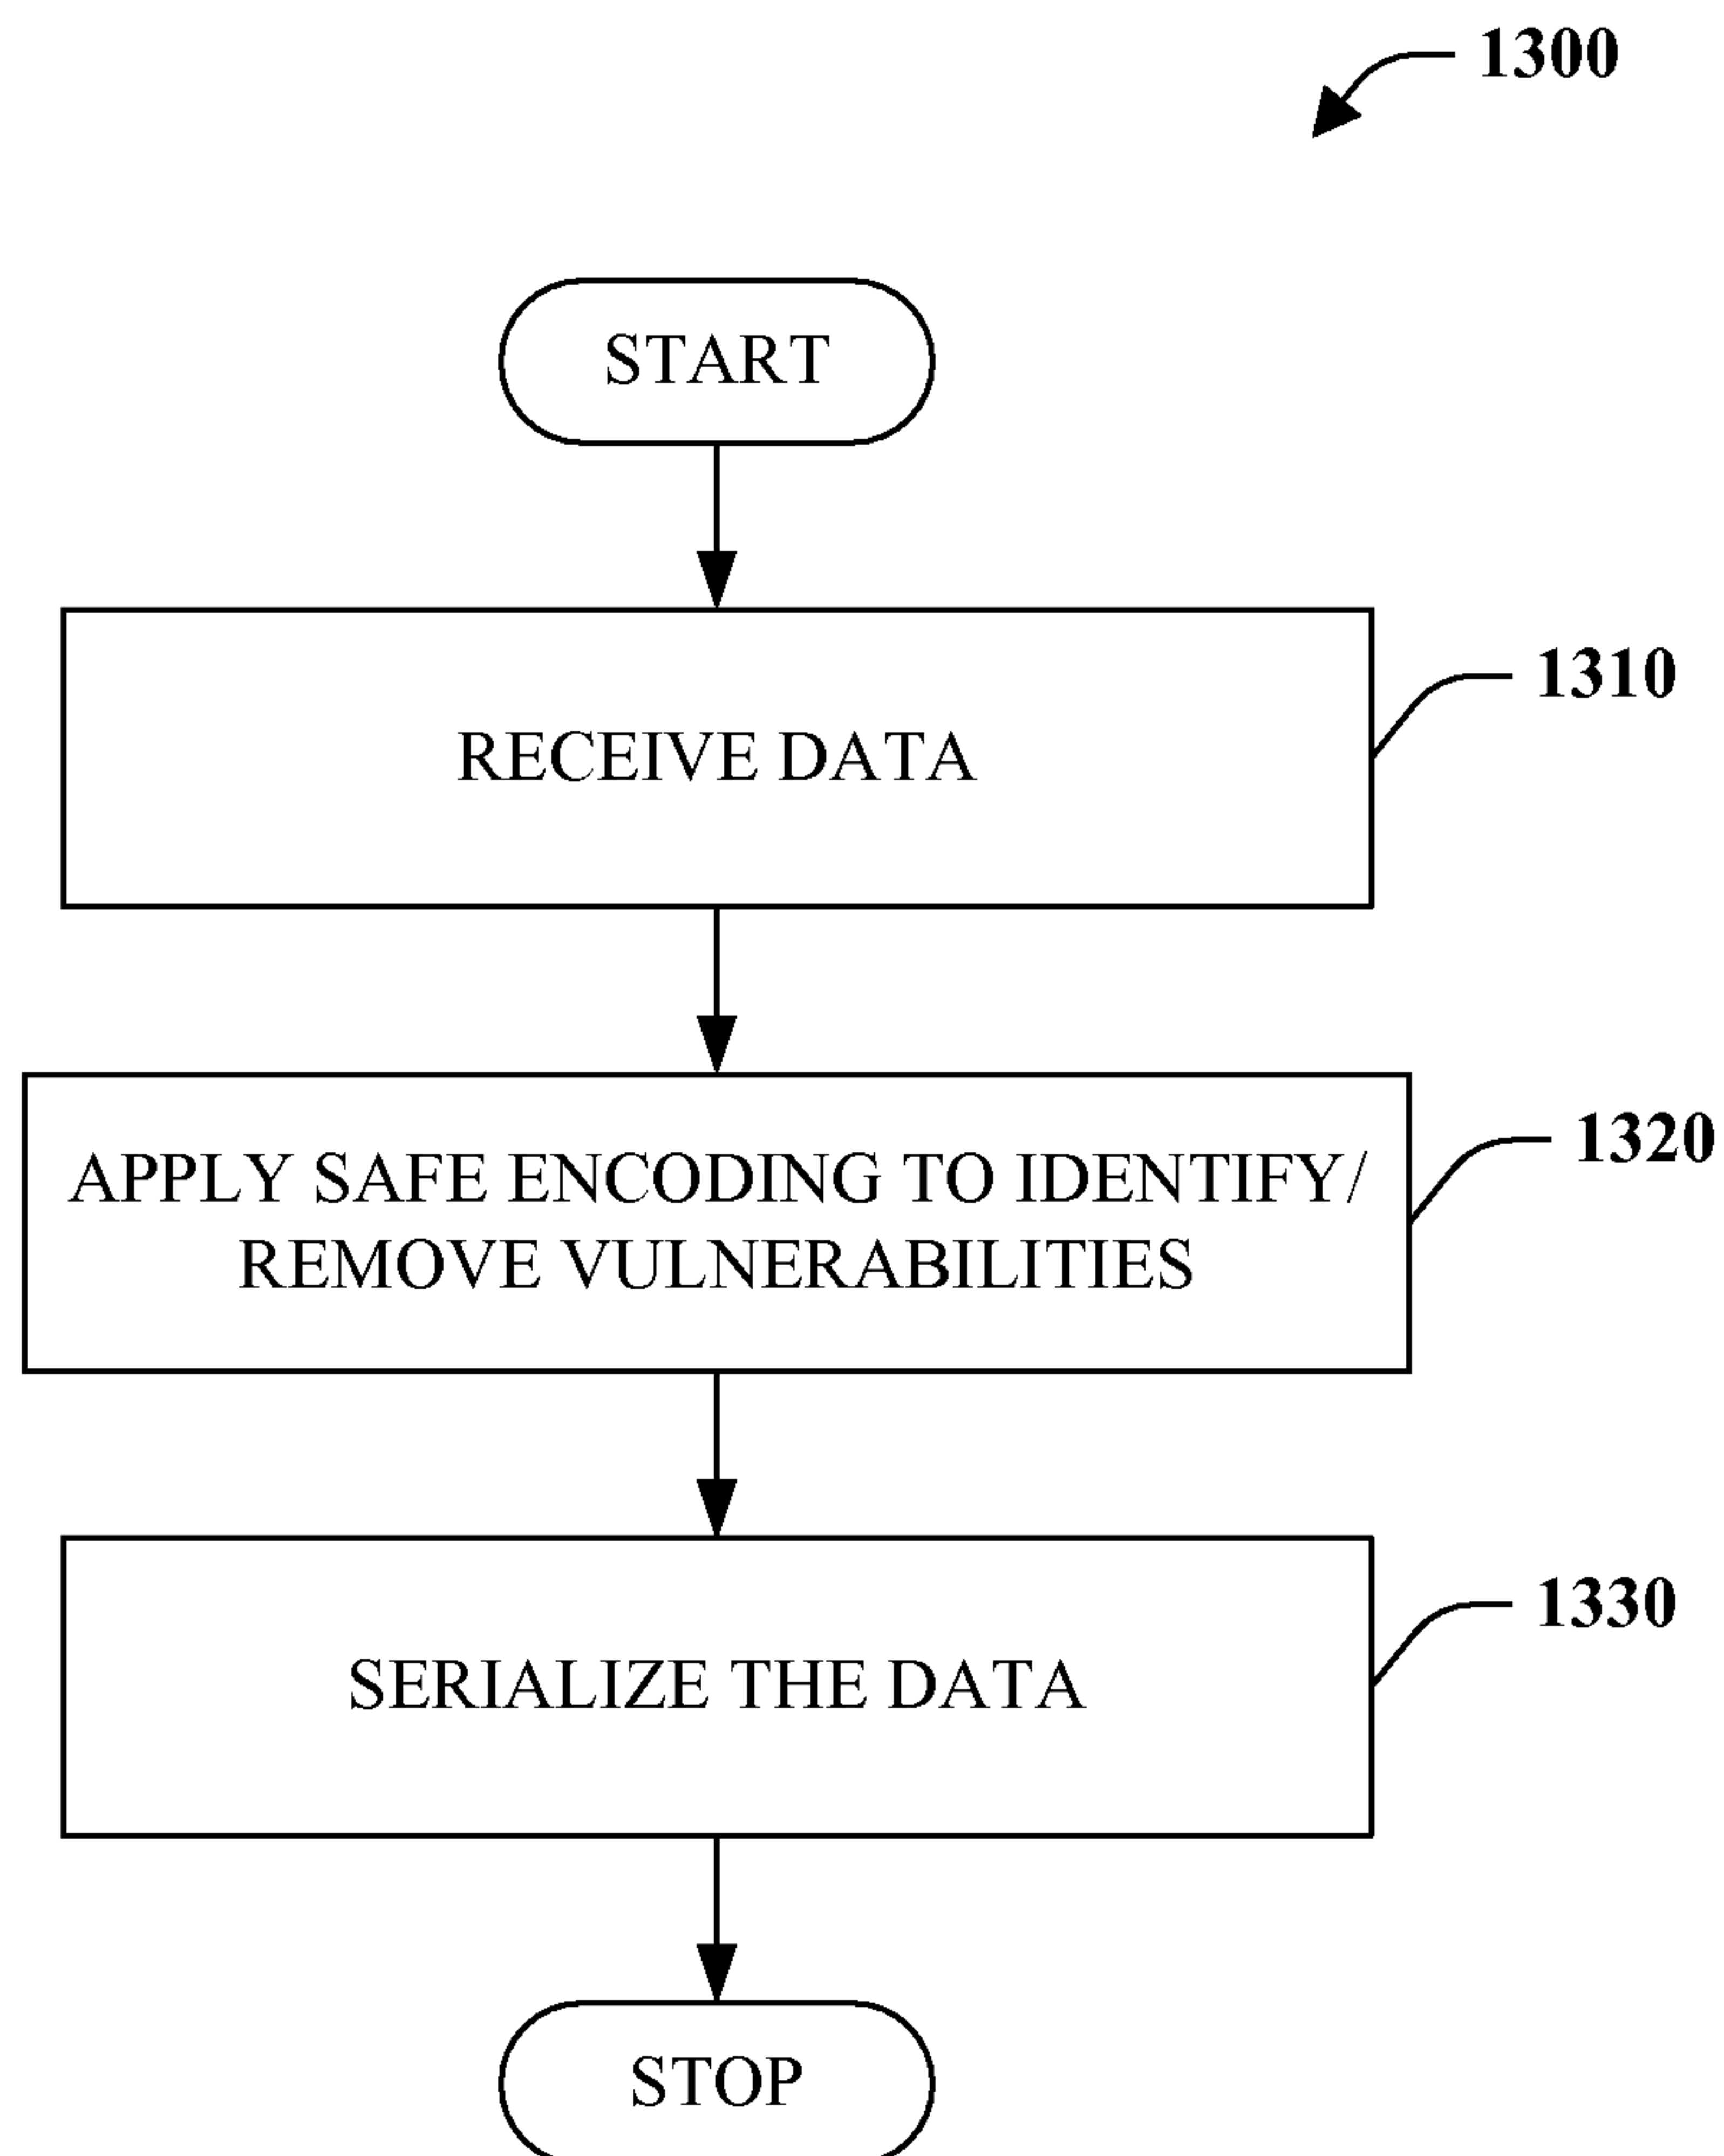 1300
START
RECEIVE DATA
1310
APPLY SAFE ENCODING TO IDENTIFY/
REMOVE VULNERABILITIES
1320
SERIALIZE THE DATA
1330
STOP